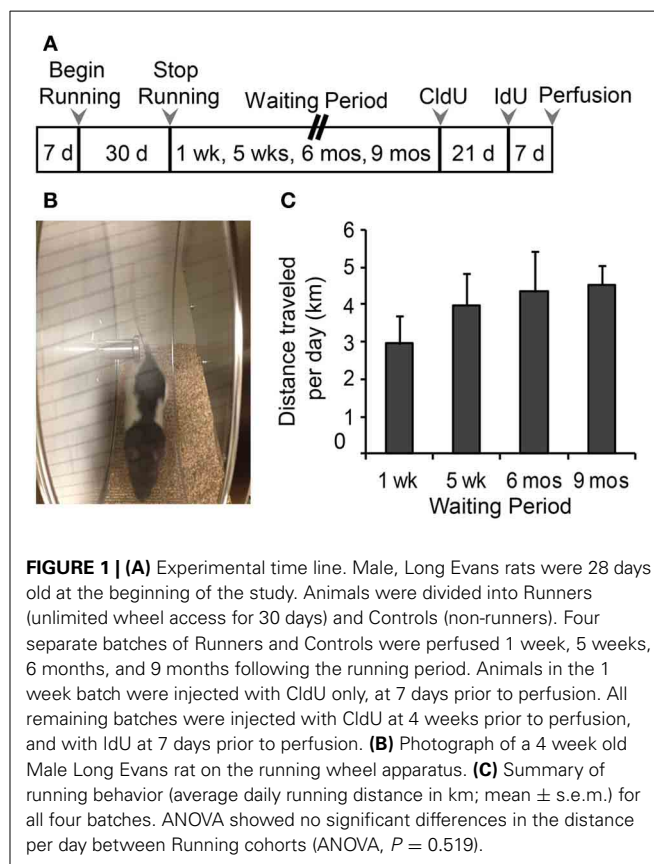 A
Begin Running
Stop Running
Waiting Period
CldU
IdU
Perfusion
7 d
30 d
1 wk, 5 wks, 6 mos, 9 mos
21 d
7 d
B
C
Distance traveled per day (km)
6
5
4
3
2
1
0
1 wk
5 wk
6 mos
9 mos
Waiting Period
FIGURE 1 | (A) Experimental time line. Male, Long Evans rats were 28 days
old at the beginning of the study. Animals were divided into Runners
(unlimited wheel access for 30 days) and Controls (non-runners). Four
separate batches of Runners and Controls were perfused 1 week, 5 weeks,
6 months, and 9 months following the running period. Animals in the 1
week batch were injected with CldU only, at 7 days prior to perfusion. All
remaining batches were injected with CldU at 4 weeks prior to perfusion,
and with IdU at 7 days prior to perfusion. (B) Photograph of a 4 week old
Male Long Evans rat on the running wheel apparatus. (C) Summary of
running behavior (average daily running distance in km; mean ± s.e.m.) for
all four batches. ANOVA showed no significant differences in the distance
per day between Running cohorts (ANOVA, P = 0.519).